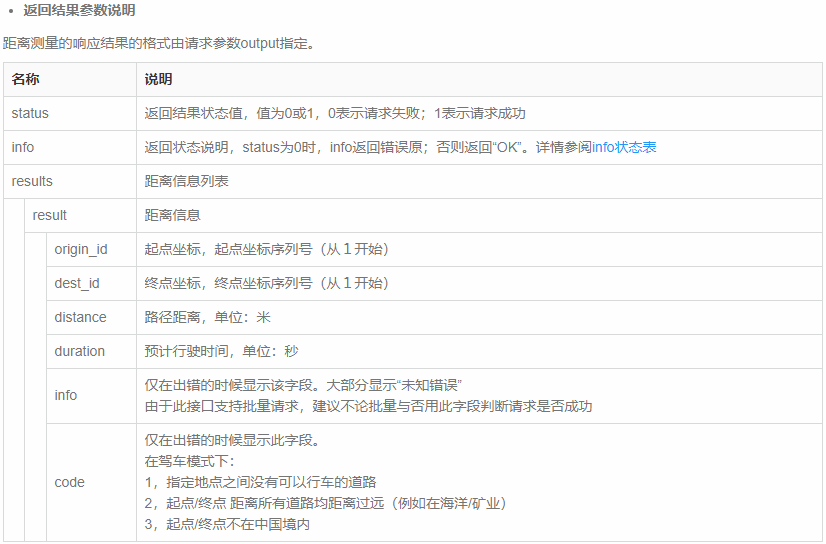 返回结果参数说明
距离测量的响应结果的格式由请求参数output指定。
名称 说明
status 返回结果状态值，值为0或1，0表示请求失败；1表示请求成功
info 返回状态说明，status为0时，info返回错误原；否则返回“OK”。详情参阅info状态表
results 距离信息列表
result 距离信息
origin_id 起点坐标，起点坐标序列号（从１开始）
dest_id 终点坐标，终点坐标序列号（从１开始）
distance 路径距离，单位：米
duration 预计行驶时间，单位：秒
info 仅在出错的时候显示该字段。大部分显示“未知错误”
由于此接口支持批量请求，建议不论批量与否用此字段判断请求是否成功
code 仅在出错的时候显示此字段。
在驾车模式下：
1，指定地点之间没有可以行车的道路
2，起点/终点 距离所有道路均距离过远（例如在海洋/矿业）
3，起点/终点不在中国境内